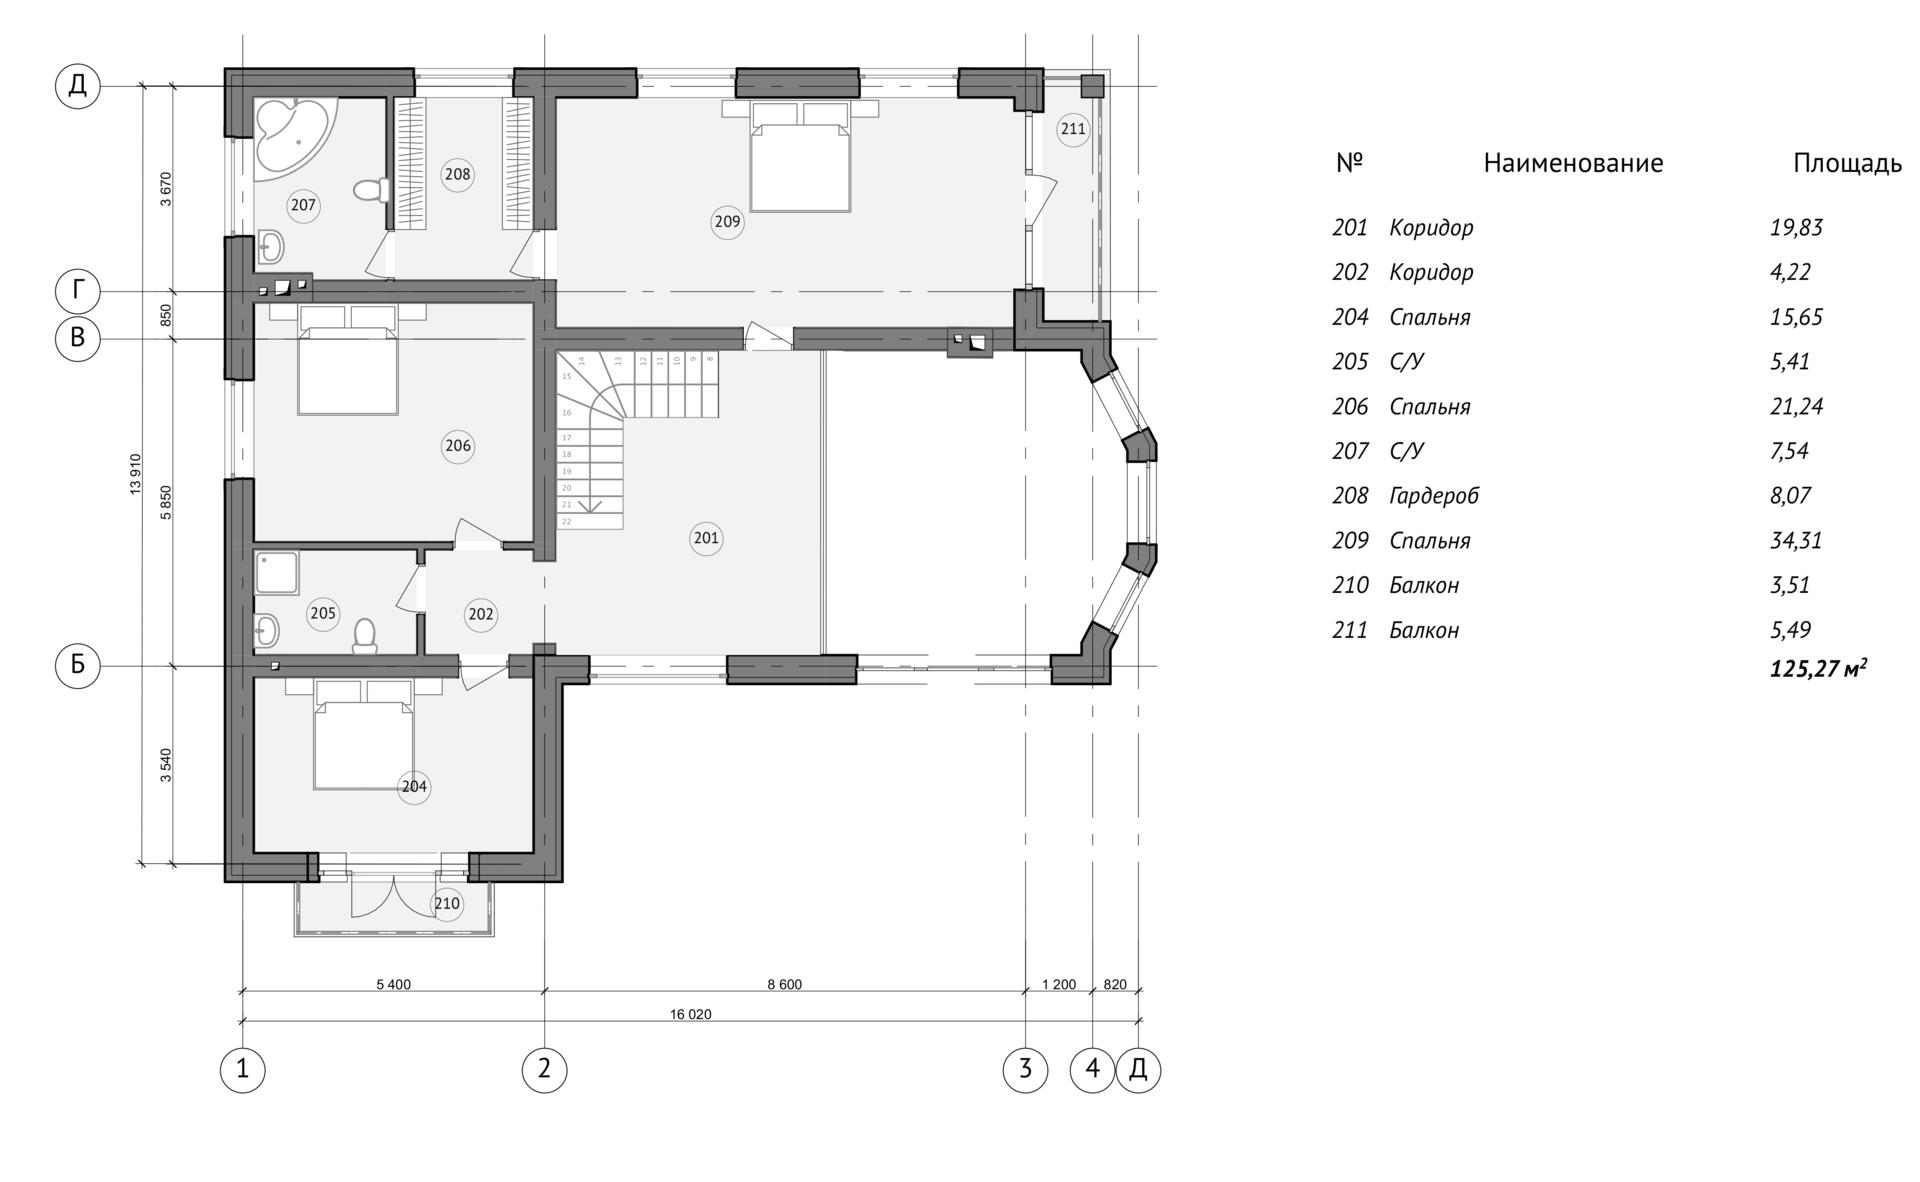 Д
Г
В
Б
13 910
3 670
850
5 850
3 540
207
208
209
211
206
14
13
12
11
10
9
8
15
16
17
18
19
20
21
22
201
205
202
204
210
5 400
8 600
1 200
820
16 020
1
2
3
4
Д
№ Наименование Площадь
201 Коридор 19,83
202 Коридор 4,22
204 Спальня 15,65
205 С/У 5,41
206 Спальня 21,24
207 С/У 7,54
208 Гардероб 8,07
209 Спальня 34,31
210 Балкон 3,51
211 Балкон 5,49
125,27 м²